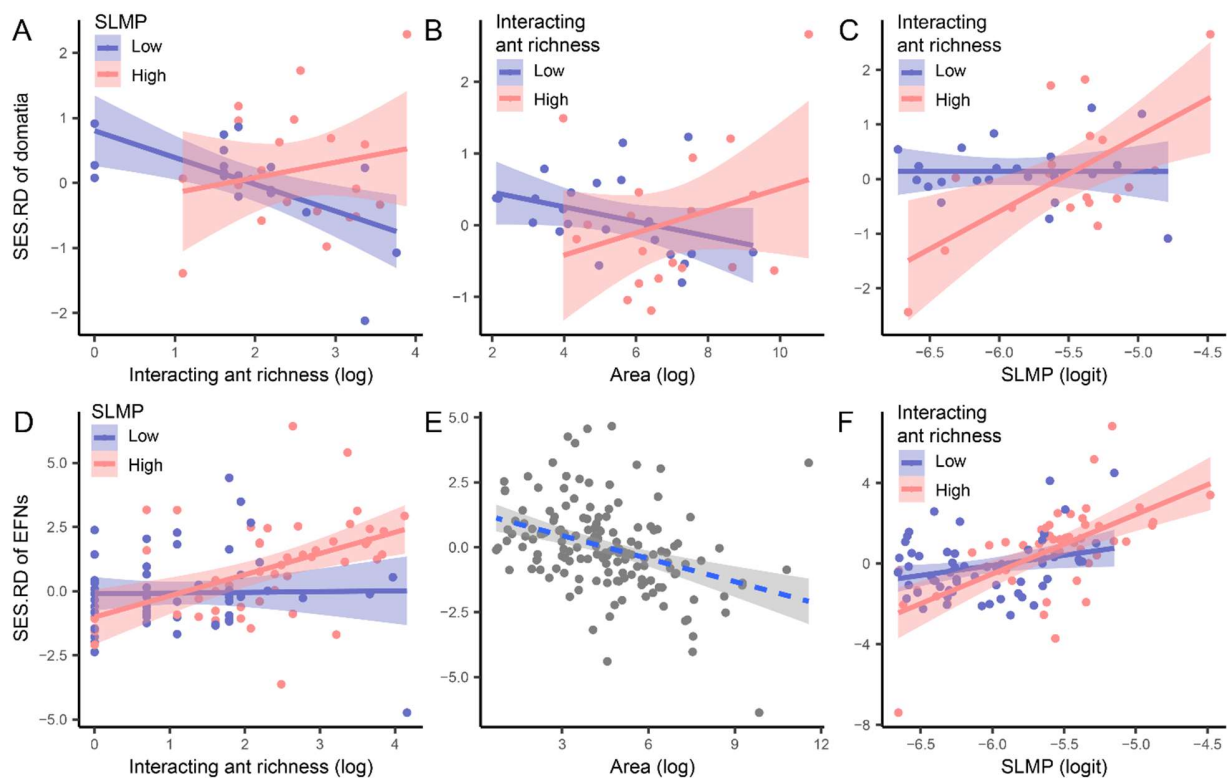 A
SLMP
Low
High
SES.RD of domatia
2
1
0
−1
−2
0
1
2
3
4
Interacting ant richness (log)
B
Interacting
ant richness
Low
High
2
1
0
−1
2
4
6
8
10
Area (log)
C
Interacting
ant richness
Low
High
2
1
0
−1
−2
−6.5
−6.0
−5.5
−5.0
−4.5
SLMP (logit)
D
SLMP
Low
High
SES.RD of EFNs
5.0
2.5
0.0
−2.5
−5.0
0
1
2
3
4
Interacting ant richness (log)
E
5.0
2.5
0.0
−2.5
−5.0
3
6
9
12
Area (log)
F
Interacting
ant richness
Low
High
4
0
−4
−8
−6.5
−6.0
−5.5
−5.0
−4.5
SLMP (logit)